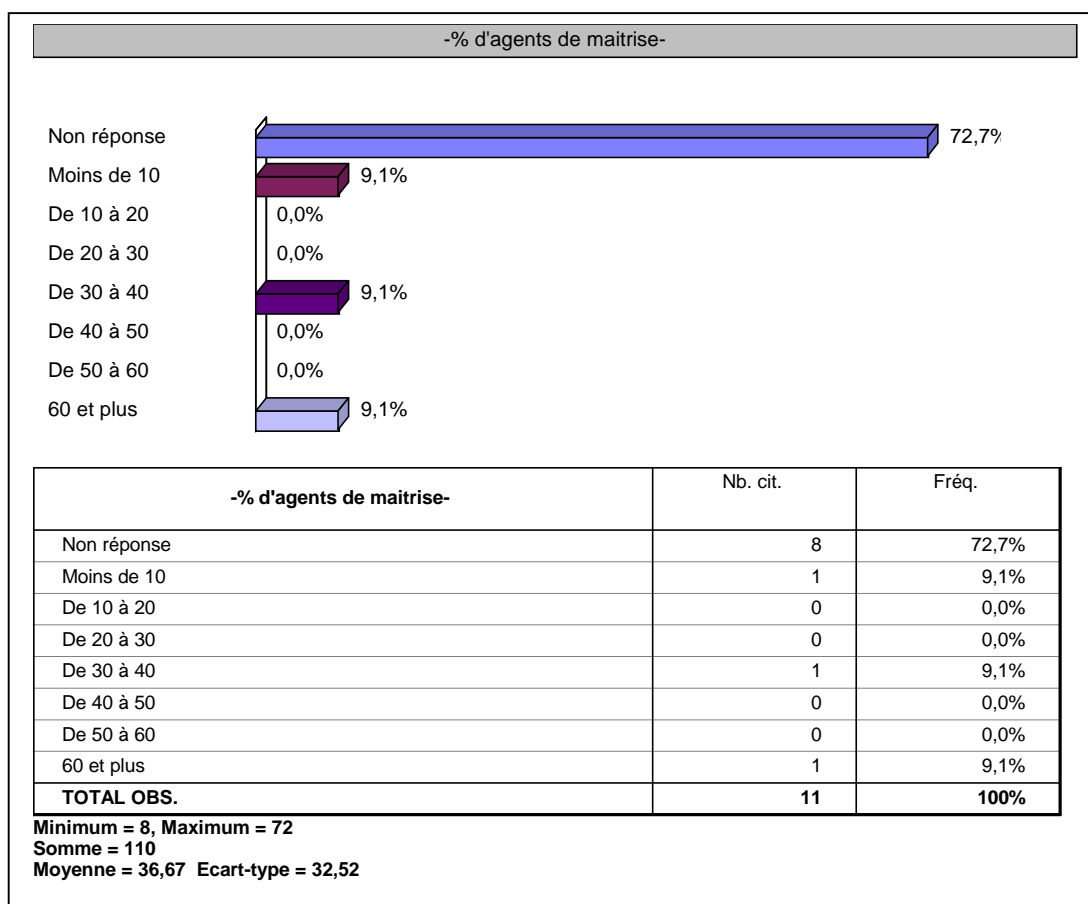 -% d'agents de maitrise-
Non réponse 72,7%
Moins de 10 9,1%
De 10 à 20 0,0%
De 20 à 30 0,0%
De 30 à 40 9,1%
De 40 à 50 0,0%
De 50 à 60 0,0%
60 et plus 9,1%
-% d'agents de maitrise- Nb. cit. Fréq.
Non réponse 8 72,7%
Moins de 10 1 9,1%
De 10 à 20 0 0,0%
De 20 à 30 0 0,0%
De 30 à 40 1 9,1%
De 40 à 50 0 0,0%
De 50 à 60 0 0,0%
60 et plus 1 9,1%
TOTAL OBS. 11 100%
Minimum = 8, Maximum = 72
Somme = 110
Moyenne = 36,67 Ecart-type = 32,52